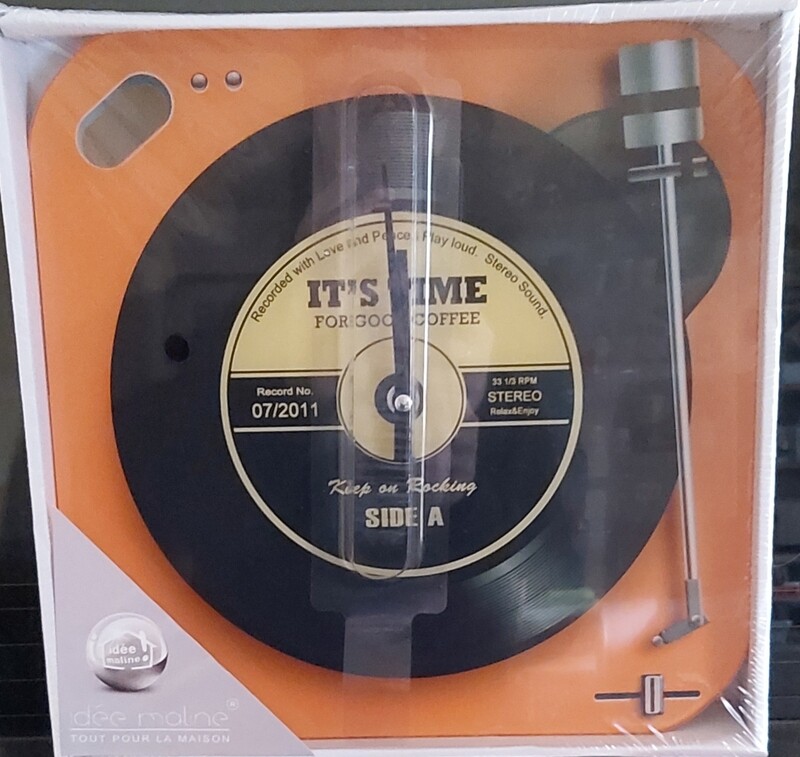 Recorded with Love and Peace. Play loud. Stereo Sound.
IT'S TIME
FOR GOOD COFFEE
Record No.
07/2011
33 1/3 RPM
STEREO
Relax&Enjoy
Keep on Rocking
SIDE A
idée
maline
idée maline®
TOUT POUR LA MAISON